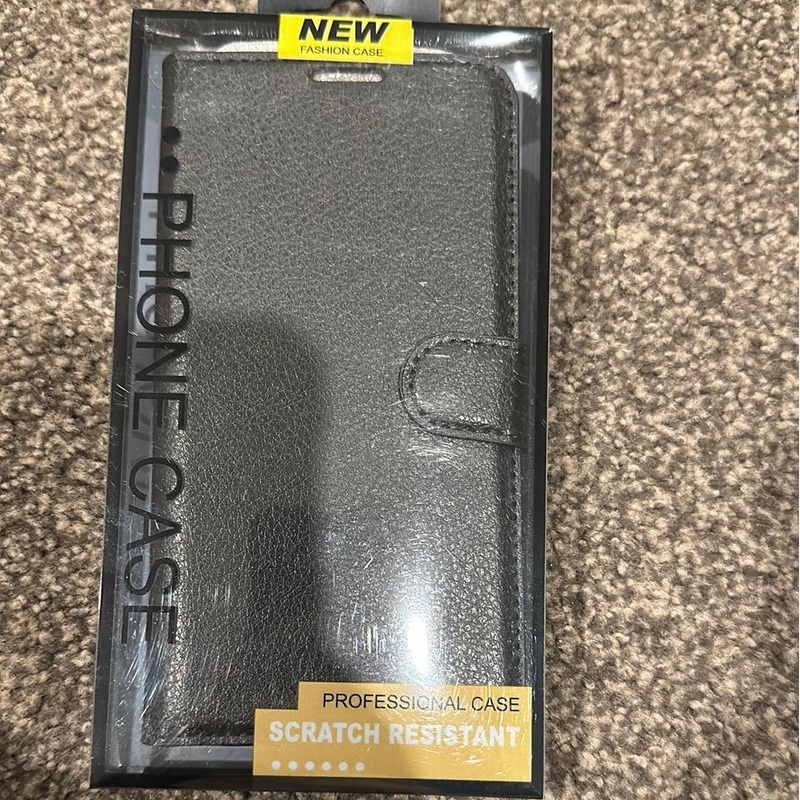 NEW
FASHION CASE
PHONE CASE
PROFESSIONAL CASE
SCRATCH RESISTANT